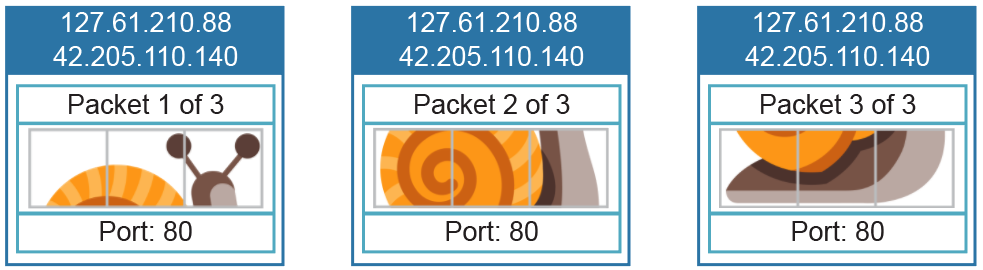 127.61.210.88
42.205.110.140
Packet 1 of 3
Port: 80
127.61.210.88
42.205.110.140
Packet 2 of 3
Port: 80
127.61.210.88
42.205.110.140
Packet 3 of 3
Port: 80